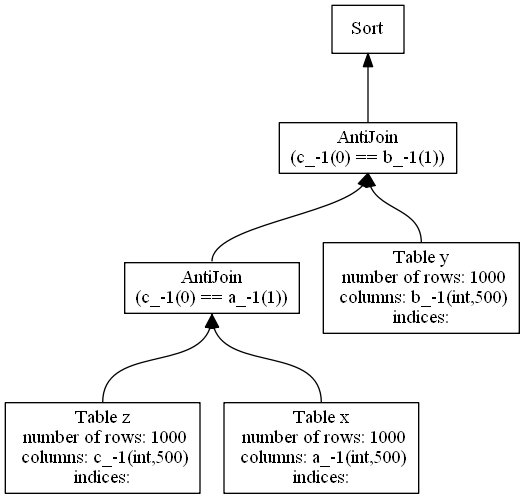 Sort
AntiJoin
(c_-1(0) == b_-1(1))
AntiJoin
(c_-1(0) == a_-1(1))
Table y
number of rows: 1000
columns: b_-1(int,500)
indices:
Table z
number of rows: 1000
columns: c_-1(int,500)
indices:
Table x
number of rows: 1000
columns: a_-1(int,500)
indices: